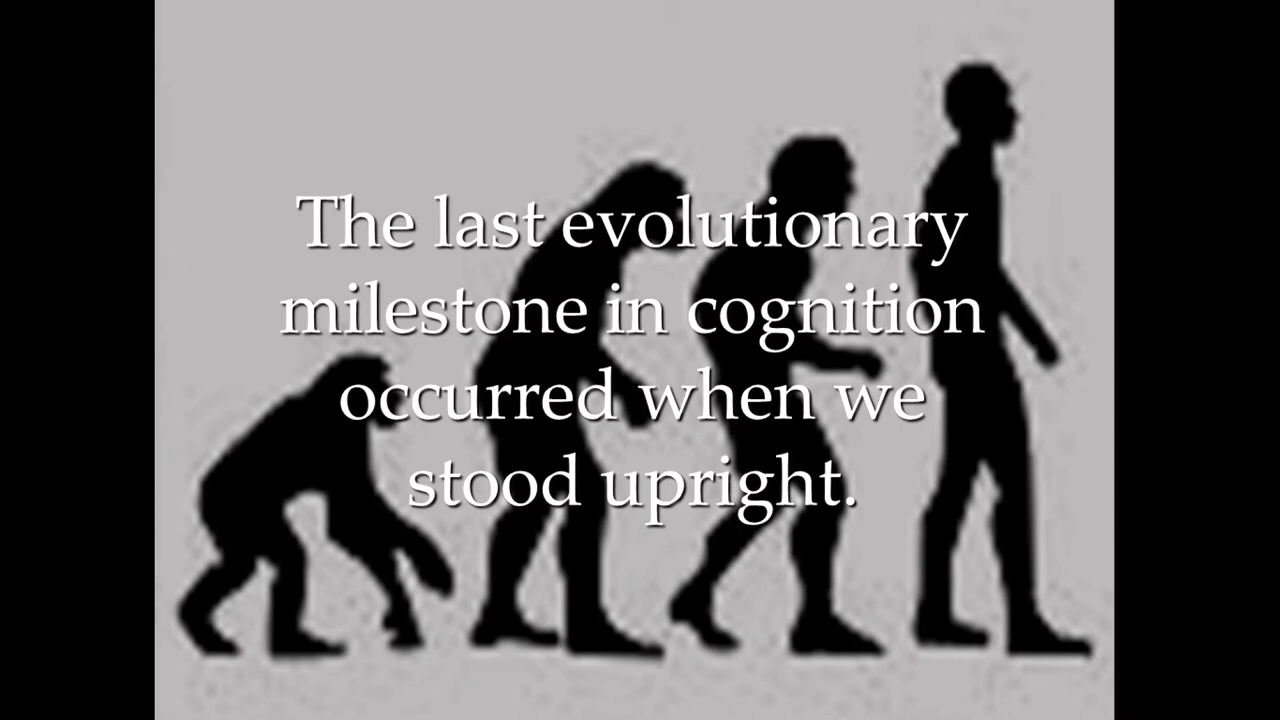 The last evolutionary
milestone in cognition
occurred when we
stood upright.